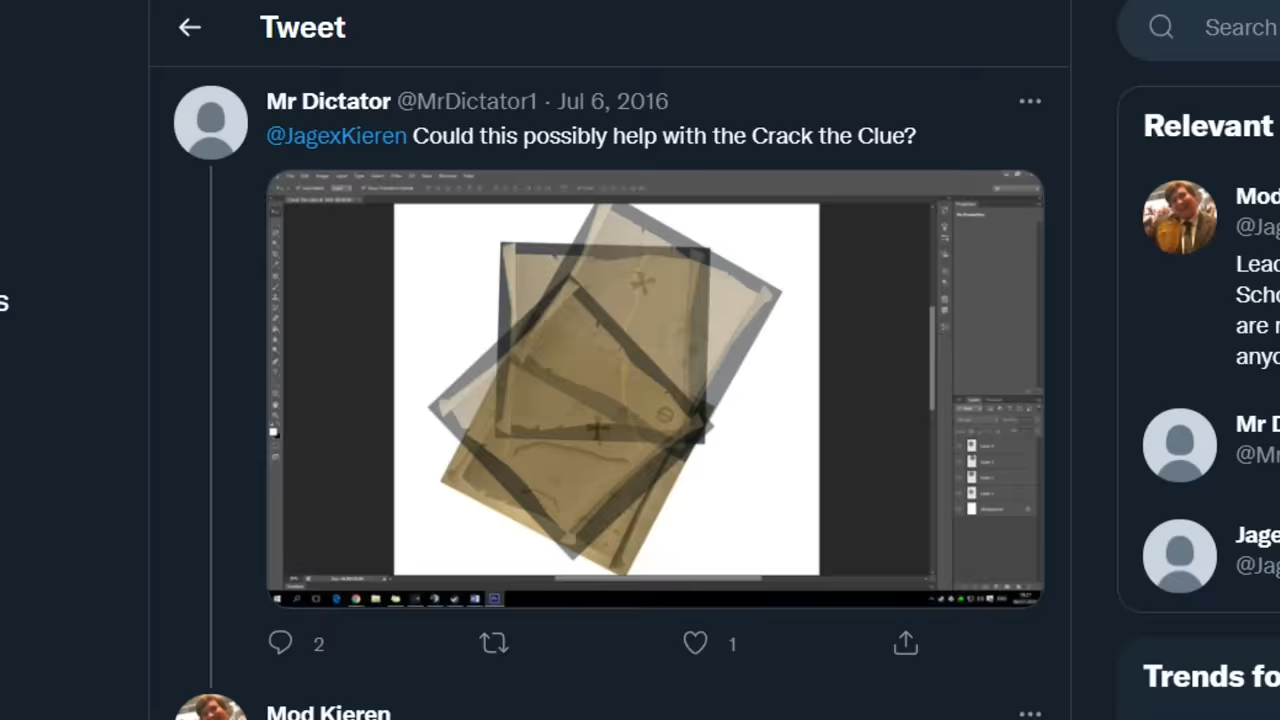 Tweet
Search
Mr Dictator @MrDictator1 · Jul 6, 2016
@JagexKieren Could this possibly help with the Crack the Clue?
2
1
Mod Kieren
s
Relevant
Mod
@Jag
Lead
Scho
are r
anyo
Mr D
@Mr
Jage
@Jag
Trends fo